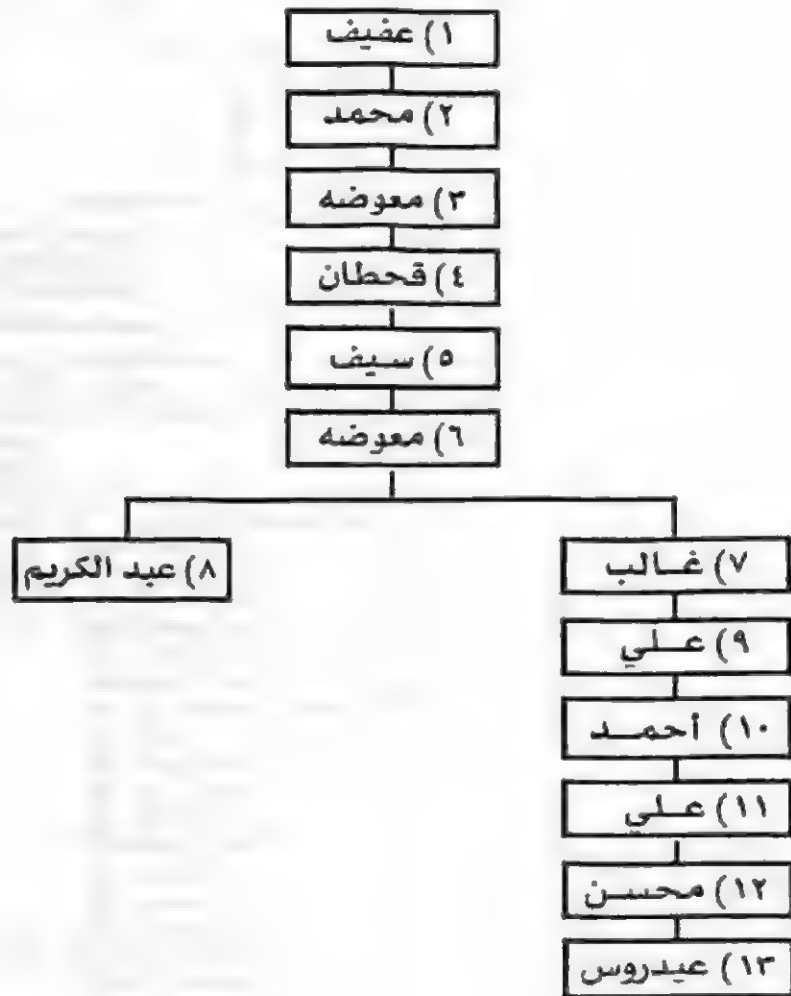 ١) عفيف
٢) محمد
٣) معوضه
٤) قحطان
٥) سيف
٦) معوضه
٧) غالب
٨) عبد الكريم
٩) علي
١٠) أحمد
١١) علي
١٢) محسن
١٣) عيدروس